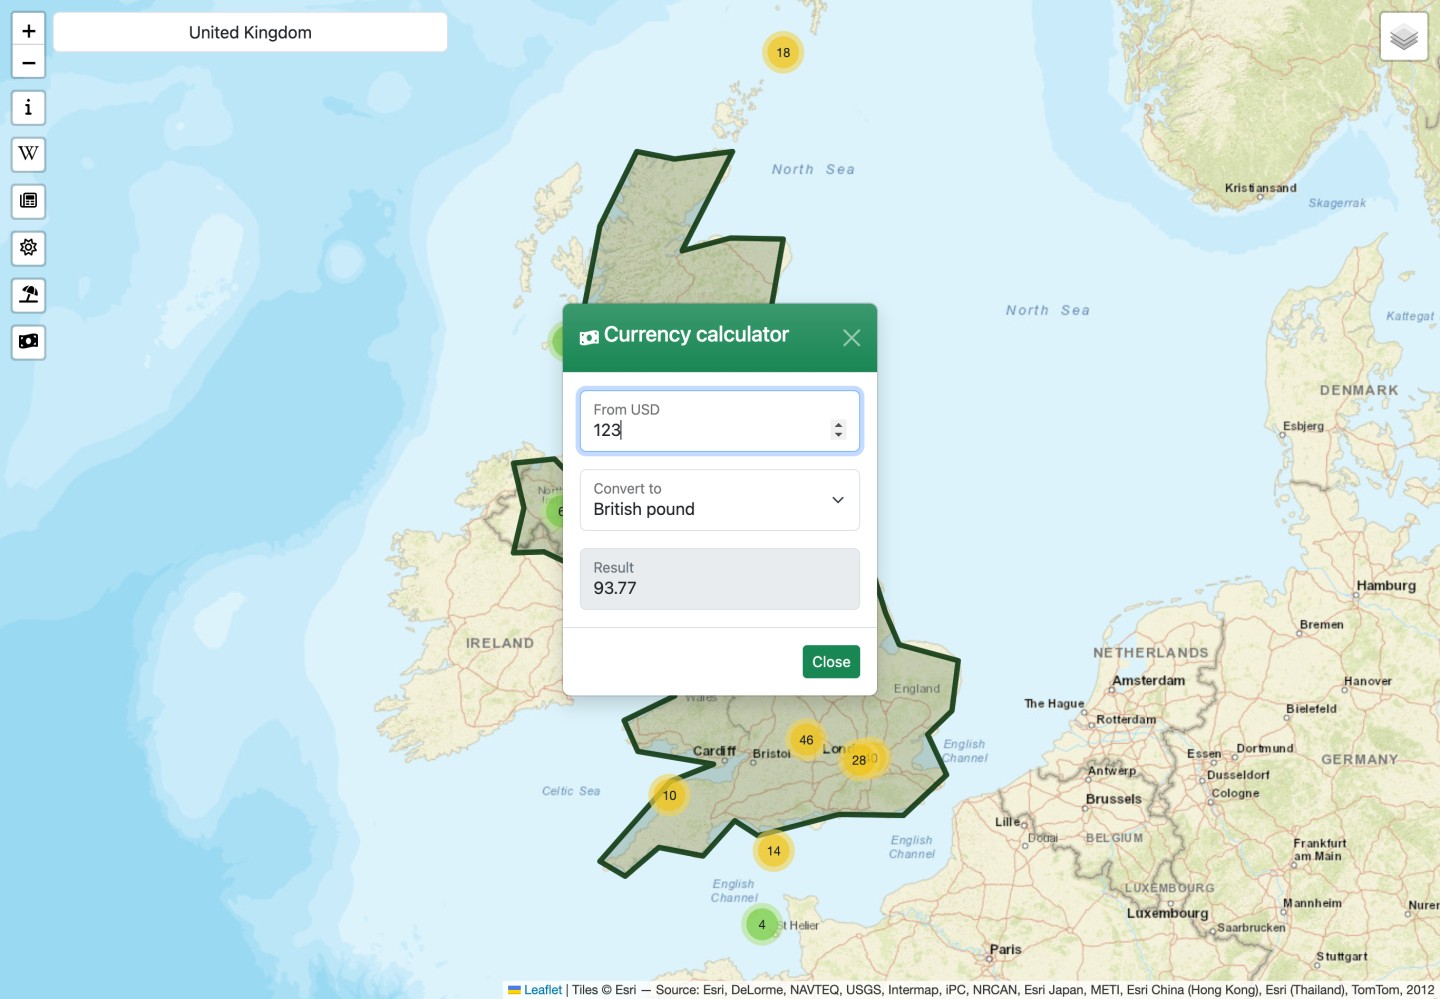 +
−
i
W
United Kingdom
18
North Sea
Kristiansand
Skagerrak
North Sea
Kattegat
DENMARK
Esbjerg
Currency calculator
From USD
123
Convert to
British pound
Result
93.77
Close
IRELAND
Hamburg
Bremen
NETHERLANDS
Amsterdam
Hanover
The Hague
Rotterdam
Bielefeld
England
Wales
46
28
Cardiff
Bristol
English
Channel
Essen
Dortmund
GERMANY
Antwerp
Dusseldorf
Cologne
Brussels
10
Celtic Sea
Lille
Douai
BELGIUM
English
Channel
14
Frankfurt
am Main
English
Channel
LUXEMBOURG
Luxembourg
Mannheim
4
St Helier
Saarbrucken
Paris
Stuttgart
Leaflet | Tiles © Esri — Source: Esri, DeLorme, NAVTEQ, USGS, Intermap, iPC, NRCAN, Esri Japan, METI, Esri China (Hong Kong), Esri (Thailand), TomTom, 2012